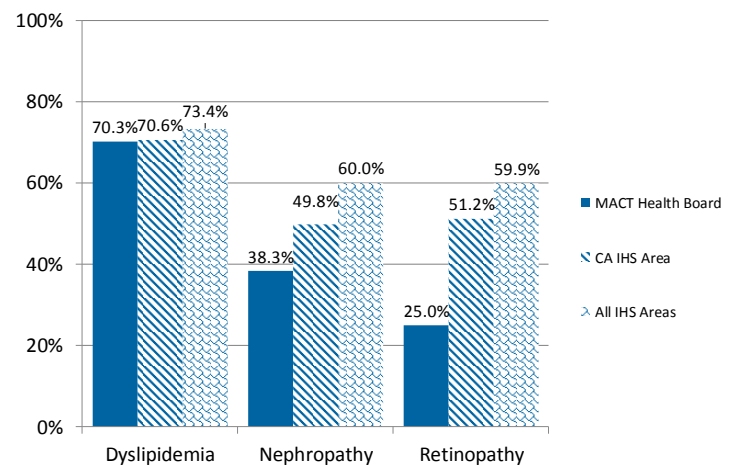 100%
80%
60%
40%
20%
0%
70.3%
70.6%
73.4%
38.3%
49.8%
60.0%
25.0%
51.2%
59.9%
Dyslipidemia
Nephropathy
Retinopathy
MACT Health Board
CA IHS Area
All IHS Areas